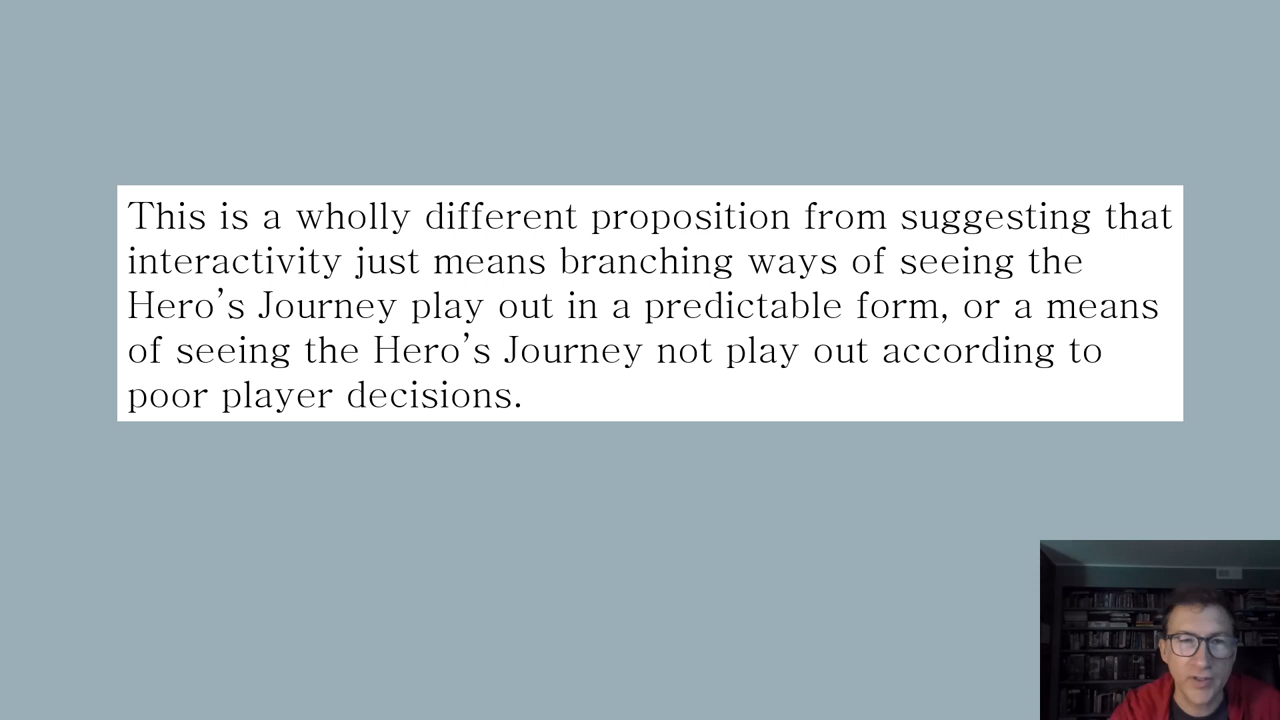 This is a wholly different proposition from suggesting that
interactivity just means branching ways of seeing the
Hero’s Journey play out in a predictable form, or a means
of seeing the Hero’s Journey not play out according to
poor player decisions.